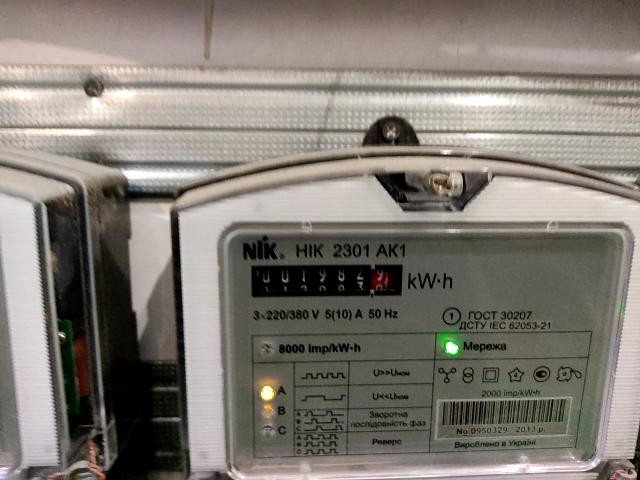 NIK НІК 2301 АК1
kW·h
3×220/380 V 5(10) A 50 Hz
1 ГОСТ 30207
ДСТУ IEC 62053-21
8000 imp/kW·h
Мережа
U>>Uном
A
U<<Uном
2000 imp/kW·h
B
Зворотна
послідовність фаз
A
B
C
C
Реверс
A
B
C
No 0950329 2013 р.
Вироблено в Україні